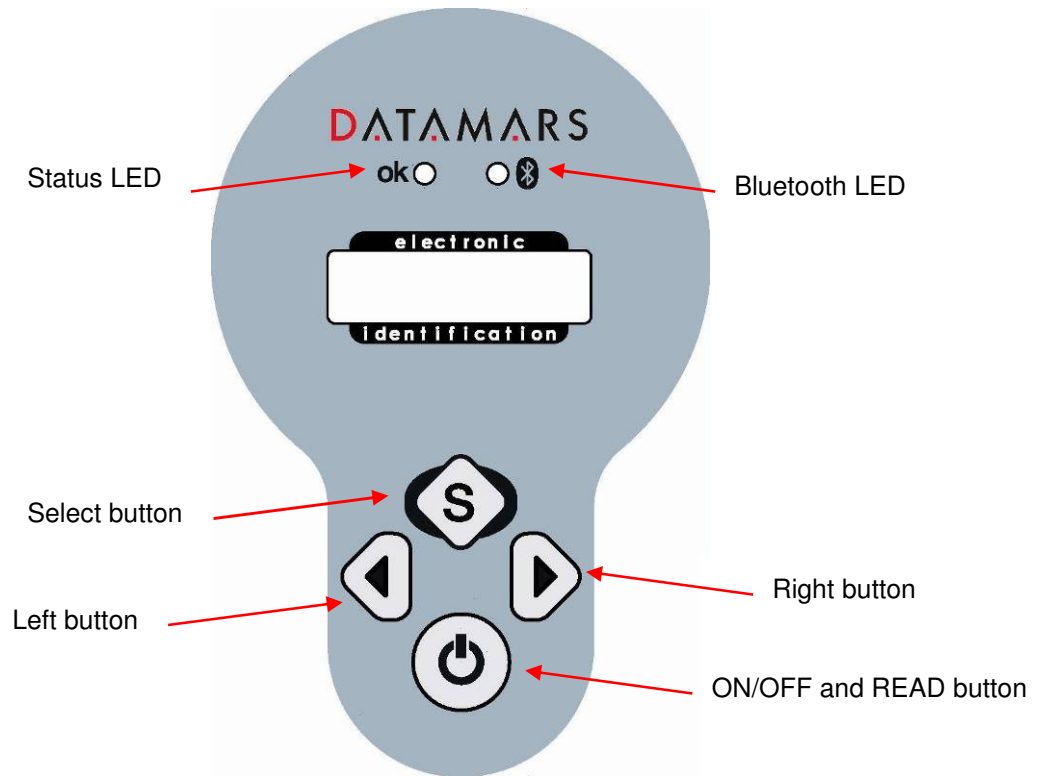 DATAMARS
Status LED
ok
Bluetooth LED
electronic
identification
Select button
S
Right button
Left button
ON/OFF and READ button